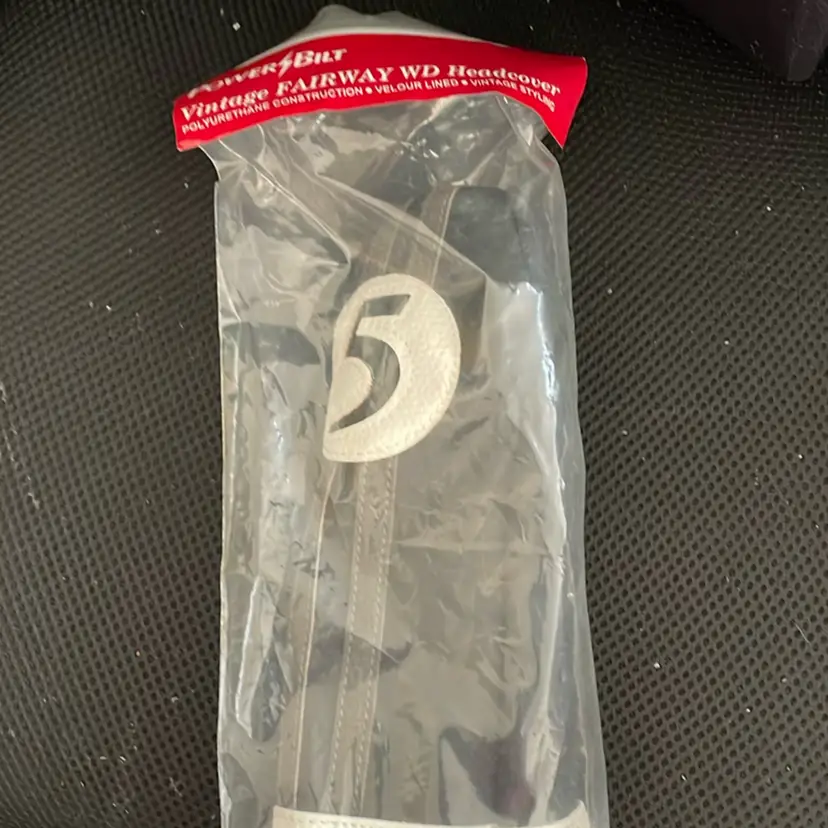 POWERBILT
Vintage FAIRWAY WD Headcover
POLYURETHANE CONSTRUCTION • VELOUR LINED • VINTAGE STYLING
5